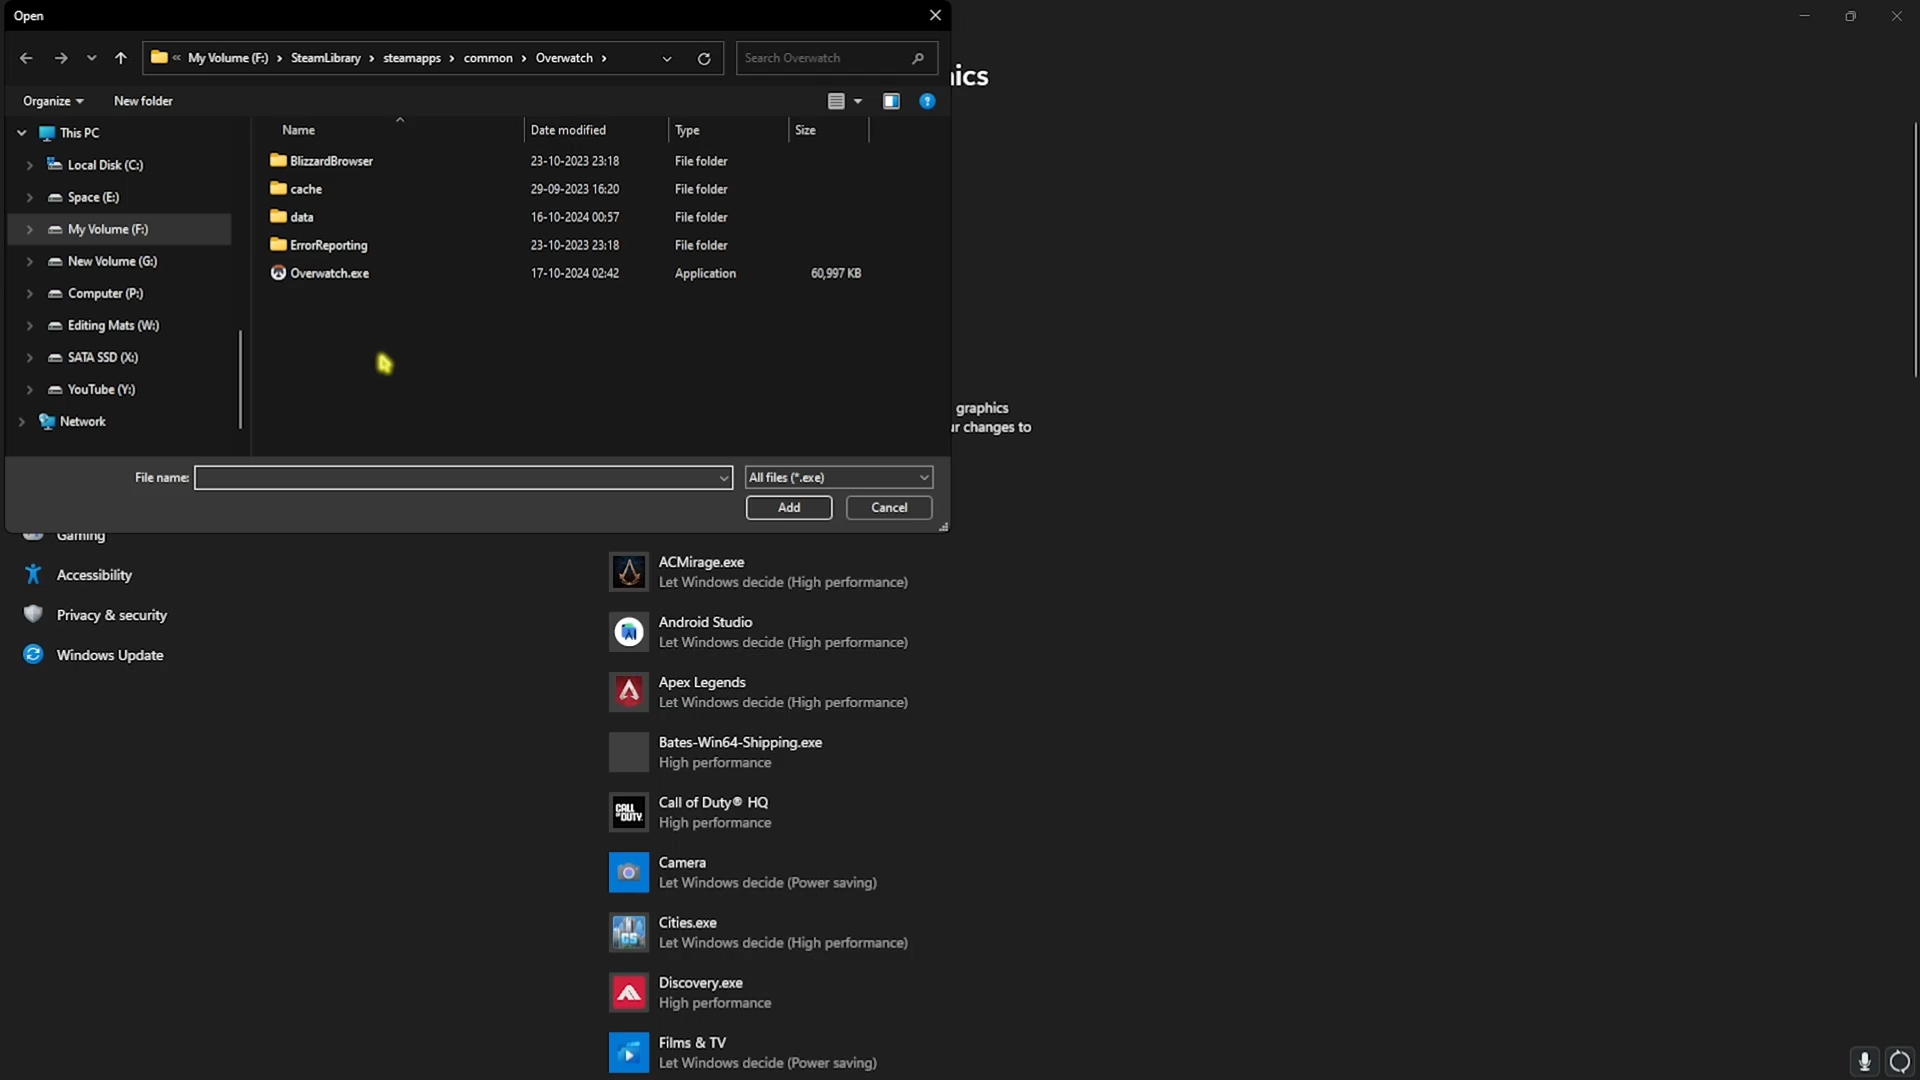 Open
« My Volume (F:) › SteamLibrary › steamapps › common › Overwatch ›
Search Overwatch
Organize
New folder
?
Name
Date modified
Type
Size
This PC
Local Disk (C:)
Space (E:)
My Volume (F:)
New Volume (G:)
Computer (P:)
Editing Mats (W:)
SATA SSD (X:)
YouTube (Y:)
Network
BlizzardBrowser 23-10-2023 23:18 File folder
cache 29-09-2023 16:20 File folder
data 16-10-2024 00:57 File folder
ErrorReporting 23-10-2023 23:18 File folder
Overwatch.exe 17-10-2024 02:42 Application 60,997 KB
File name:
All files (*.exe)
Add
Cancel
ics
graphics
ur changes to
Gaming
Accessibility
Privacy & security
Windows Update
ACMirage.exe
Let Windows decide (High performance)
Android Studio
Let Windows decide (High performance)
Apex Legends
Let Windows decide (High performance)
Bates-Win64-Shipping.exe
High performance
CALL OF DUTY.
Call of Duty® HQ
High performance
Camera
Let Windows decide (Power saving)
CS
Cities.exe
Let Windows decide (High performance)
Discovery.exe
High performance
Films & TV
Let Windows decide (Power saving)